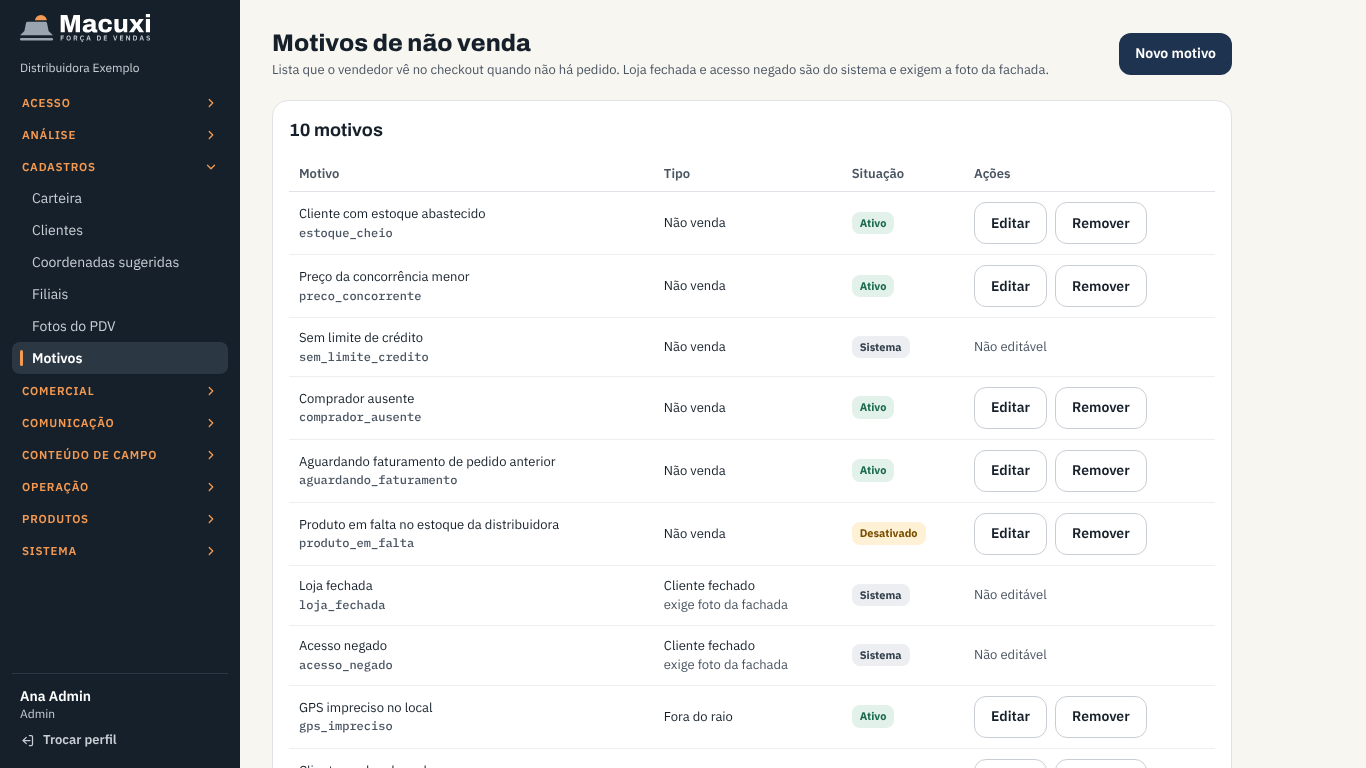 Macuxi
FORÇA DE VENDAS
Distribuidora Exemplo
ACESSO
ANÁLISE
CADASTROS
Carteira
Clientes
Coordenadas sugeridas
Filiais
Fotos do PDV
Motivos
COMERCIAL
COMUNICAÇÃO
CONTEÚDO DE CAMPO
OPERAÇÃO
PRODUTOS
SISTEMA
Ana Admin
Admin
Trocar perfil
Motivos de não venda
Lista que o vendedor vê no checkout quando não há pedido. Loja fechada e acesso negado são do sistema e exigem a foto da fachada.
Novo motivo
10 motivos
Motivo Tipo Situação Ações
Cliente com estoque abastecido
estoque_cheio
Não venda Ativo Editar Remover
Preço da concorrência menor
preco_concorrente
Não venda Ativo Editar Remover
Sem limite de crédito
sem_limite_credito
Não venda Sistema Não editável
Comprador ausente
comprador_ausente
Não venda Ativo Editar Remover
Aguardando faturamento de pedido anterior
aguardando_faturamento
Não venda Ativo Editar Remover
Produto em falta no estoque da distribuidora
produto_em_falta
Não venda Desativado Editar Remover
Loja fechada
loja_fechada
Cliente fechado
exige foto da fachada
Sistema Não editável
Acesso negado
acesso_negado
Cliente fechado
exige foto da fachada
Sistema Não editável
GPS impreciso no local
gps_impreciso
Fora do raio Ativo Editar Remover